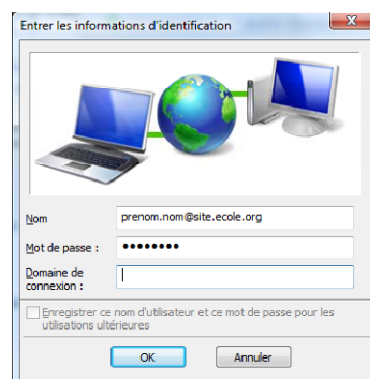 Entrer les informations d'identification
Nom prenom.nom@site.ecole.org
Mot de passe : ••••••••
Domaine de
connexion :
Enregistrer ce nom d'utilisateur et ce mot de passe pour les
utilisations ultérieures
OK Annuler